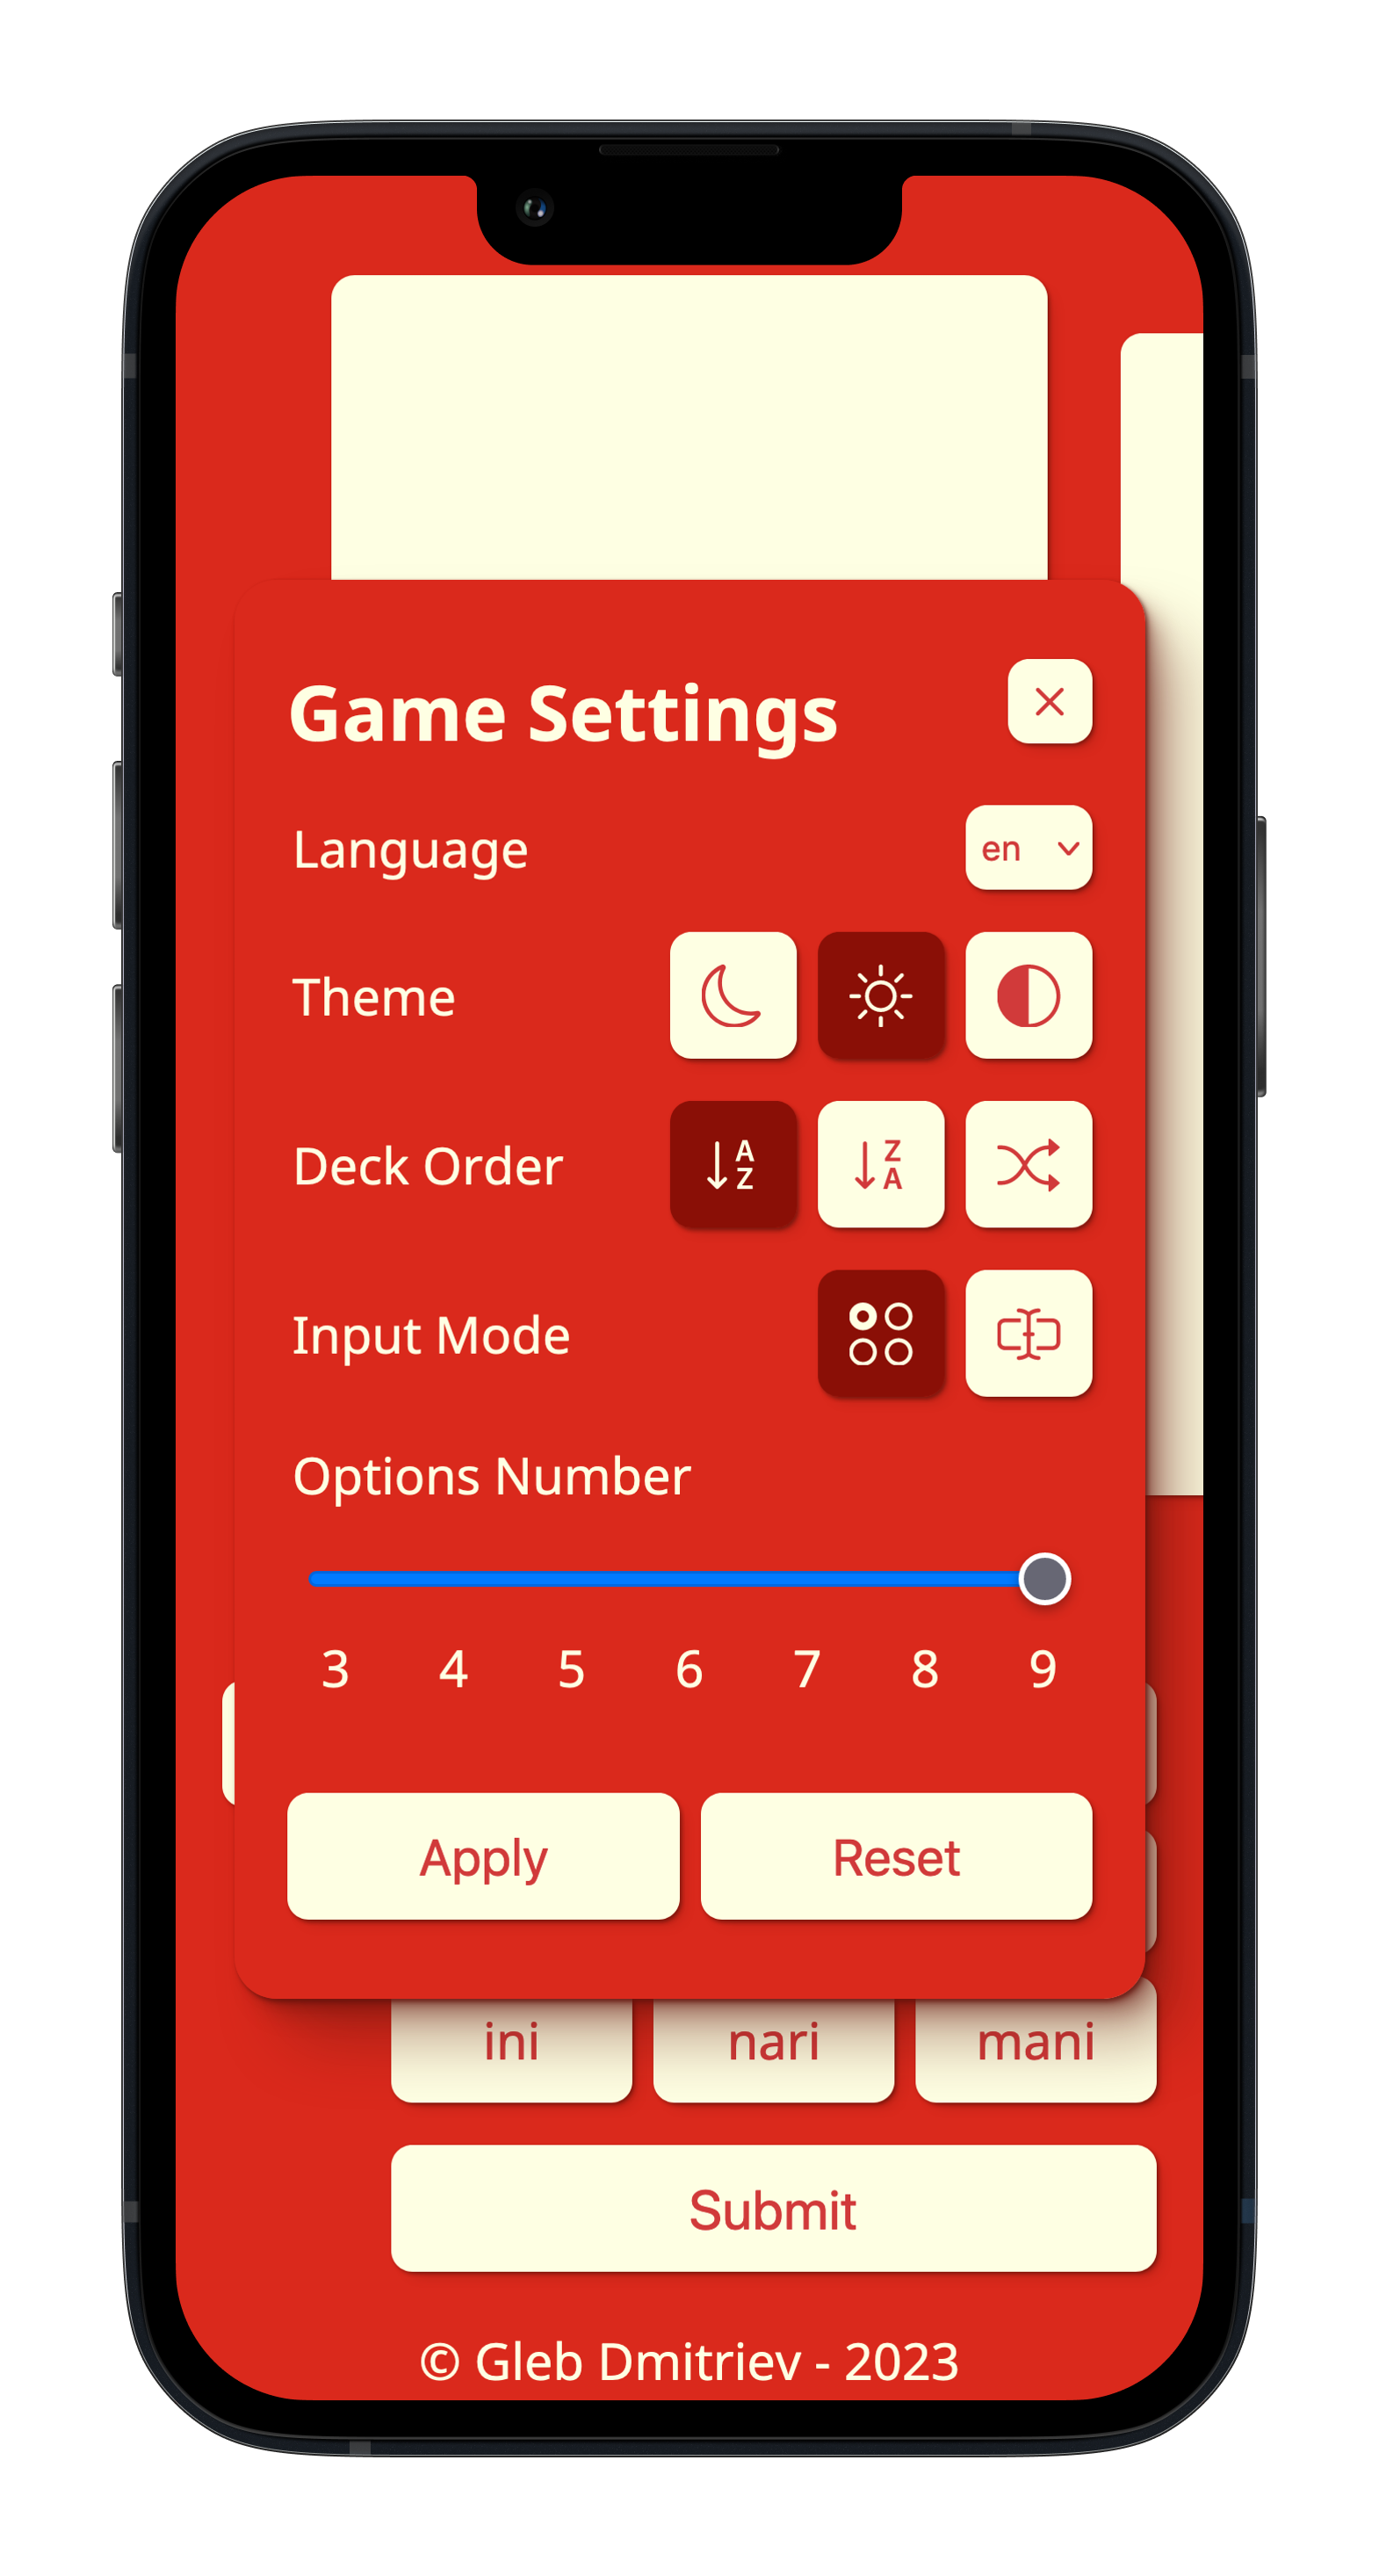 Game Settings
Language
en
Theme
Deck Order
A
Z
Z
A
Input Mode
Options Number
3 4 5 6 7 8 9
Apply Reset
ini nari mani
Submit
© Gleb Dmitriev - 2023